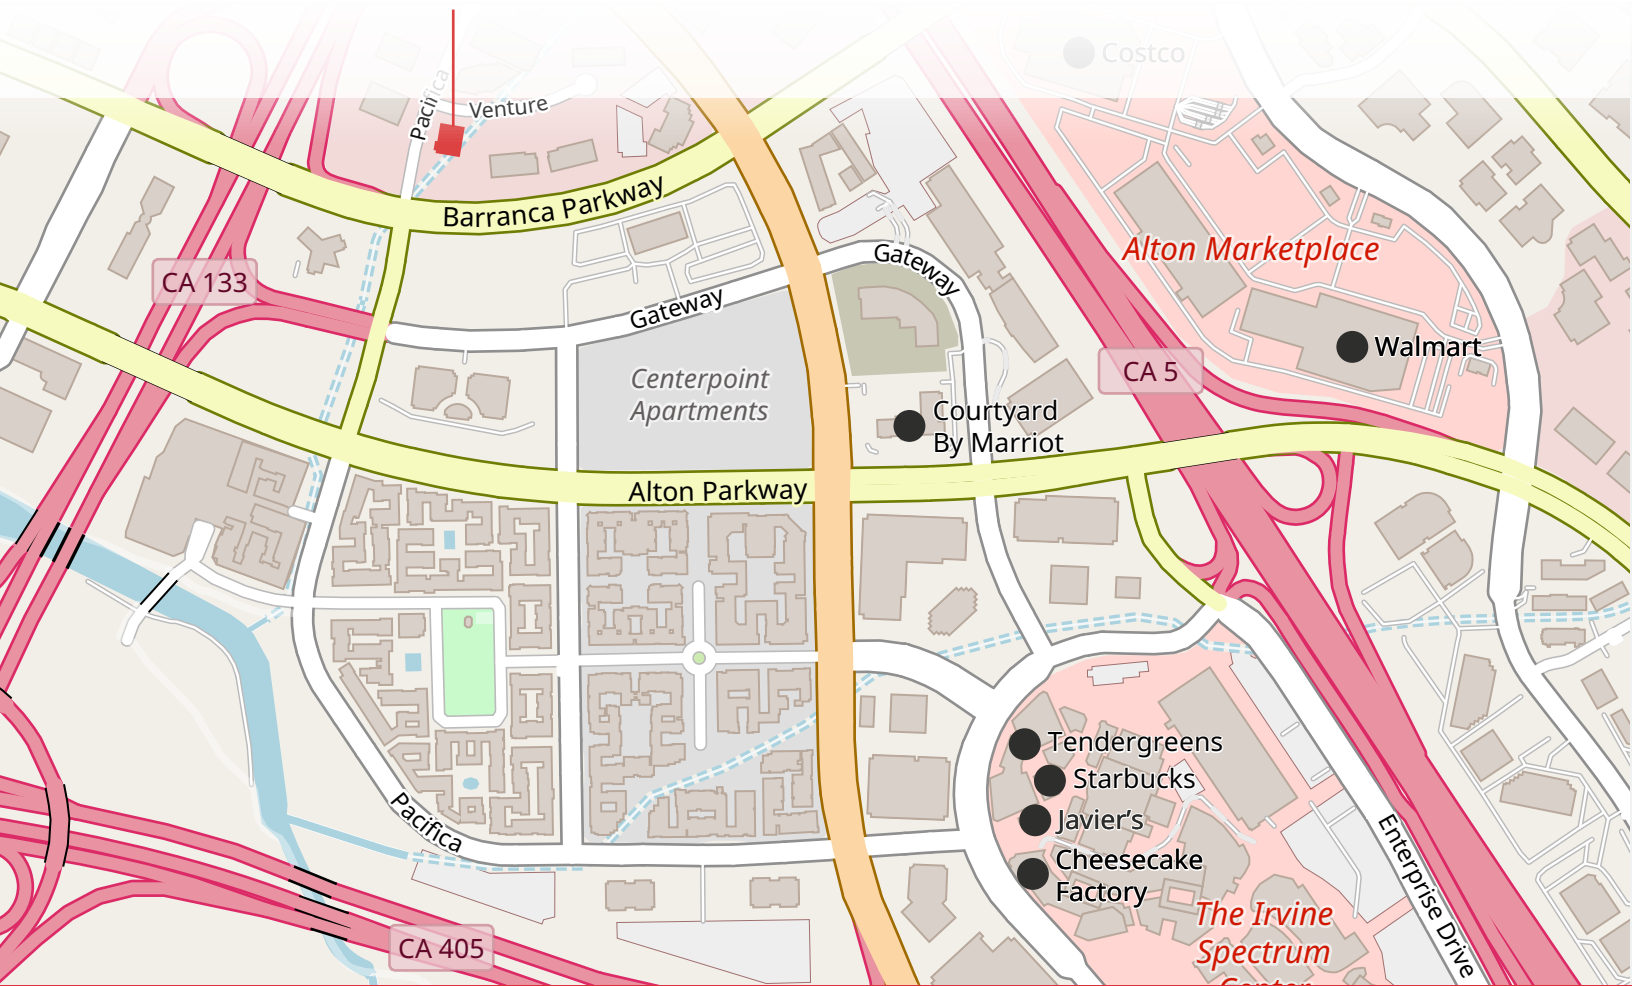 Costco
Pacifica
Venture
Barranca Parkway
Alton Marketplace
Gateway
CA 133
Gateway
Walmart
CA 5
Centerpoint
Apartments
Courtyard
By Marriot
Alton Parkway
Tendergreens
Starbucks
Javier's
Pacifica
Enterprise Drive
Cheesecake
Factory
The Irvine
Spectrum
Center
CA 405